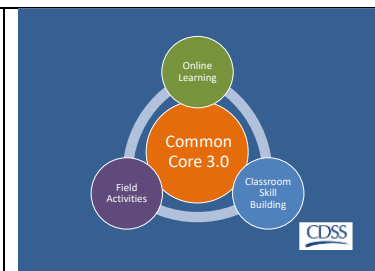 Online
Learning
Common
Core 3.0
Field
Activities
Classroom
Skill
Building
CDSS